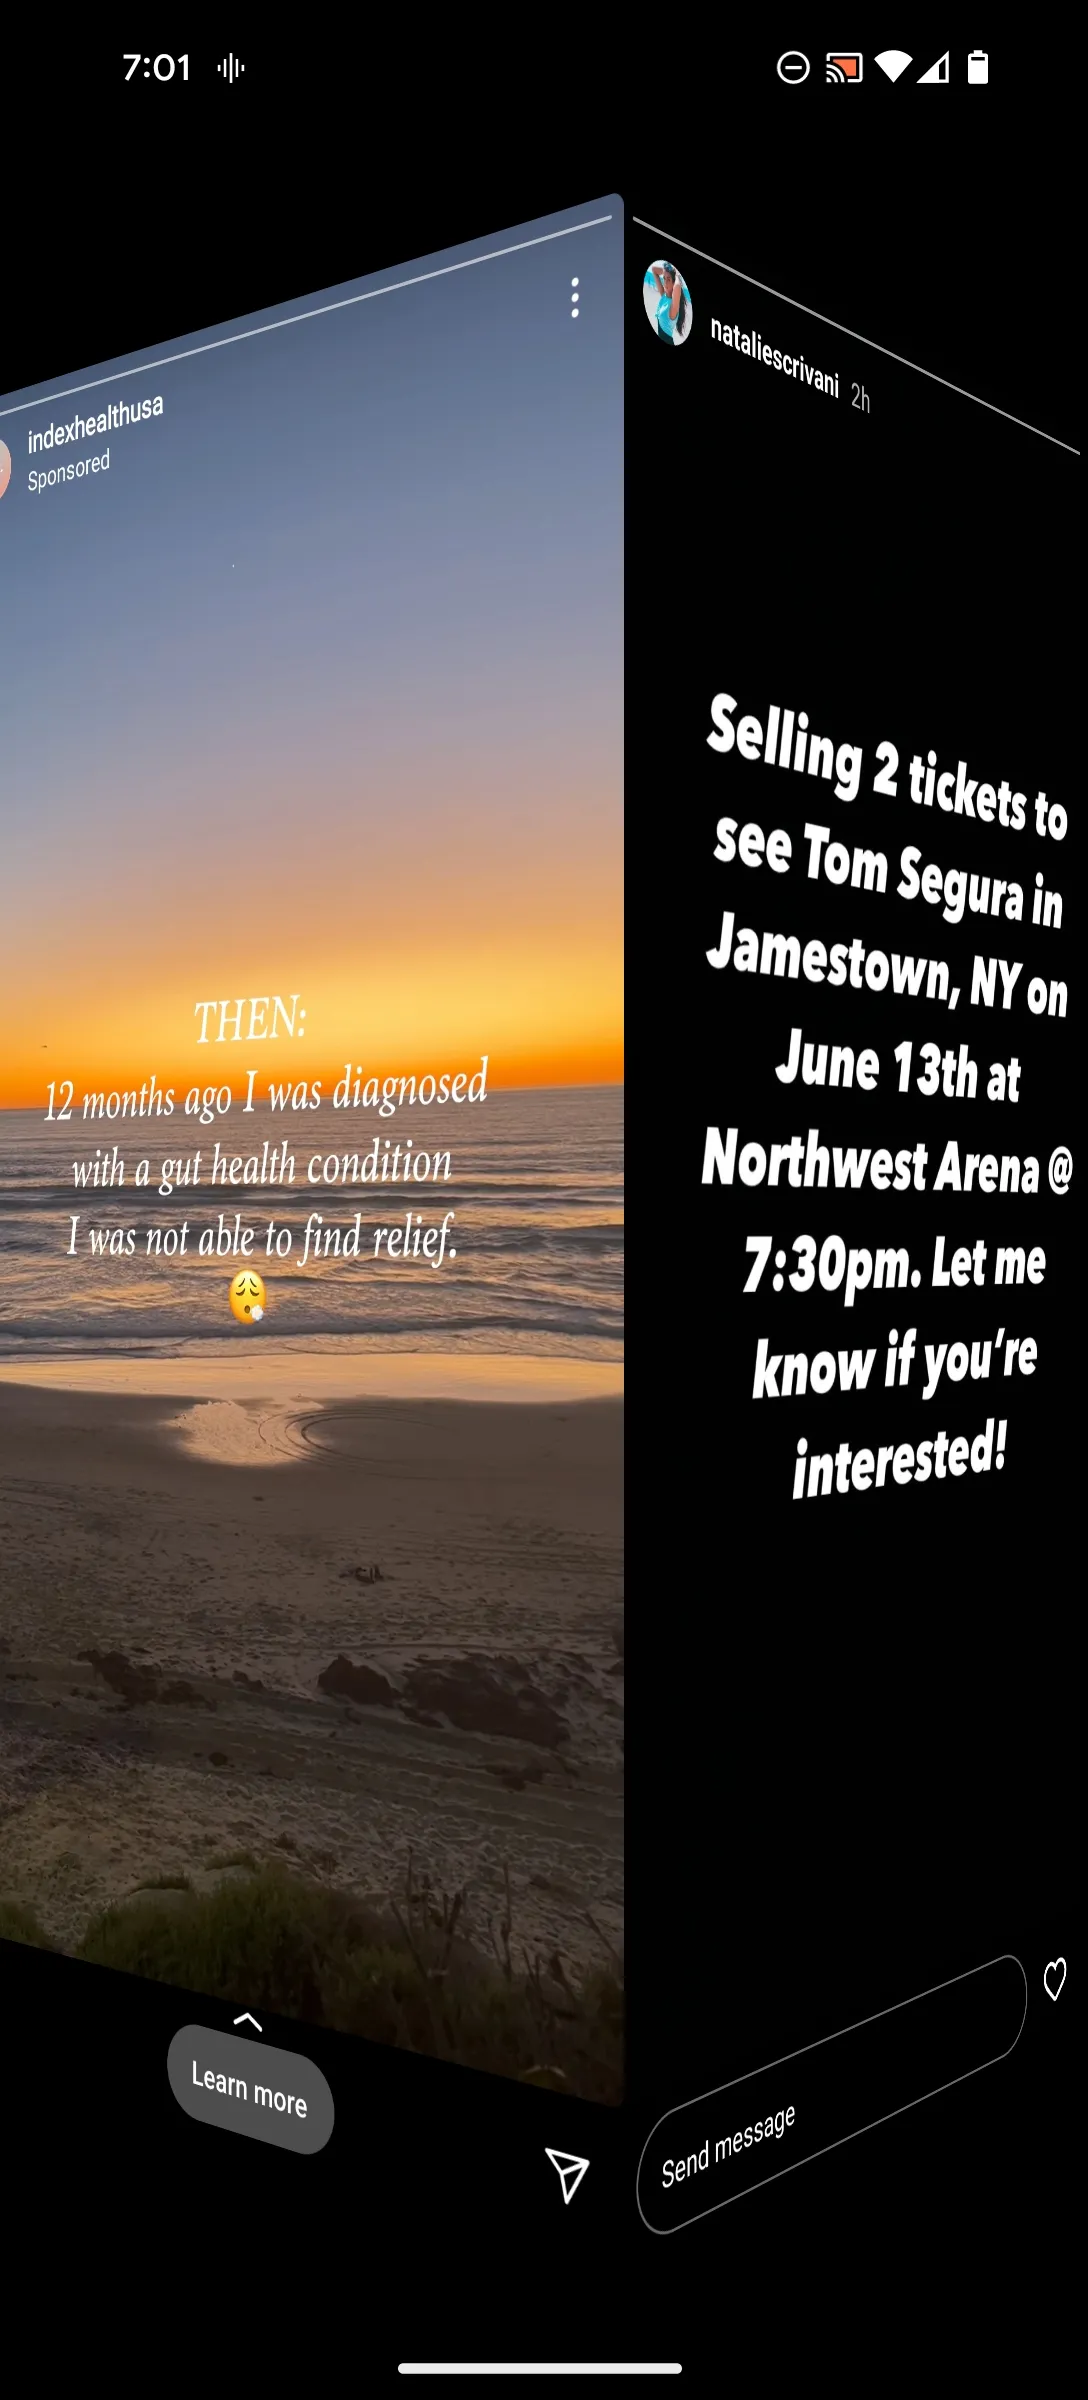 7:01
indexhealthusa
Sponsored
THEN:
12 months ago I was diagnosed
with a gut health condition
I was not able to find relief.
Learn more
nataliescrivani 2h
Selling 2 tickets to
see Tom Segura in
Jamestown, NY on
June 13th at
Northwest Arena @
7:30pm. Let me
know if you're
interested!
Send message